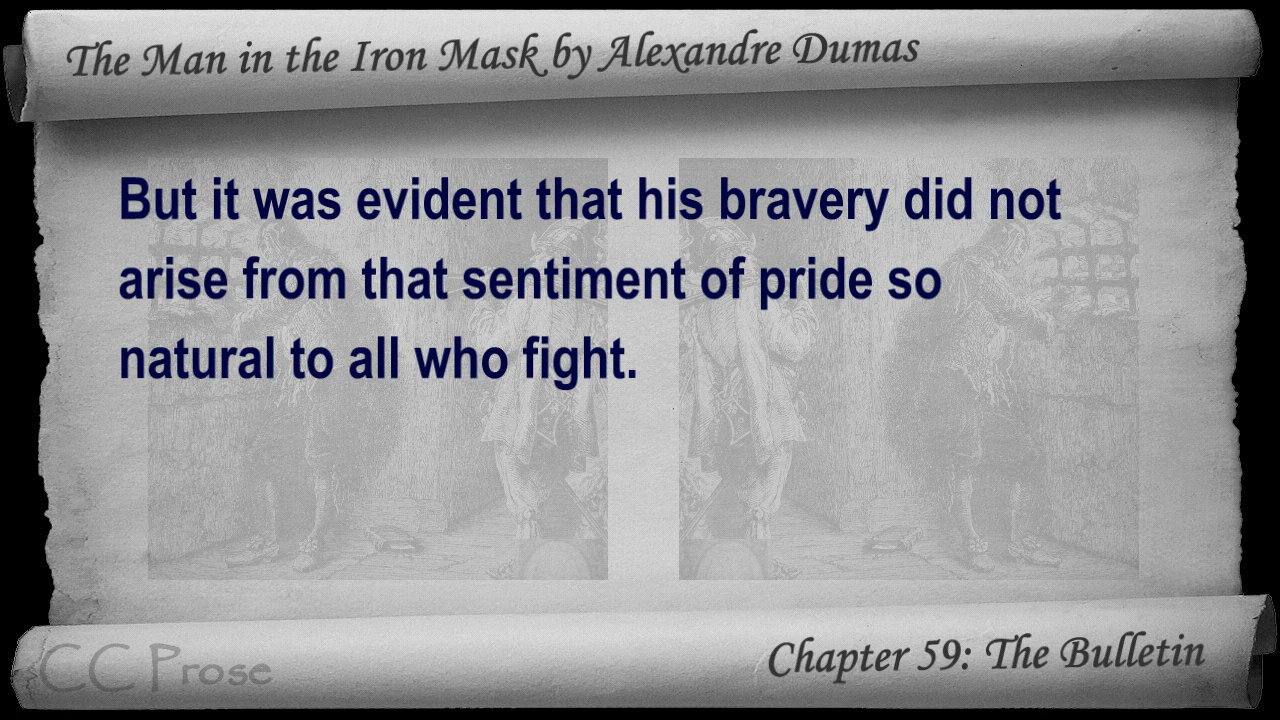 The Man in the Iron Mask by Alexandre Dumas
But it was evident that his bravery did not
arise from that sentiment of pride so
natural to all who fight.
CC Prose
Chapter 59: The Bulletin